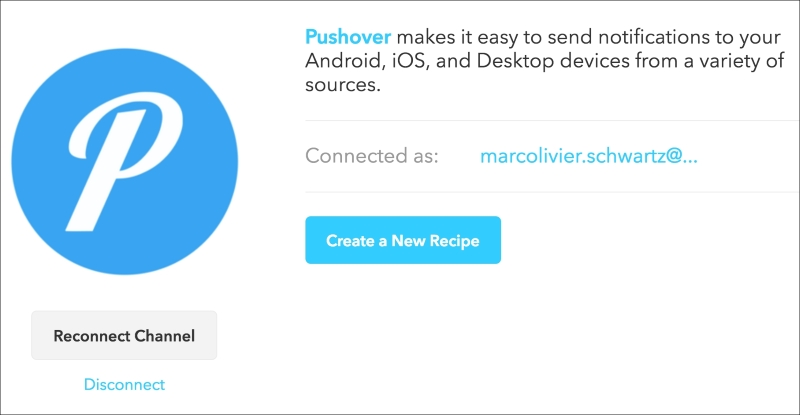 Pushover makes it easy to send notifications to your
Android, iOS, and Desktop devices from a variety of
sources.
Connected as: marcolivier.schwartz@...
Create a New Recipe
Reconnect Channel
Disconnect